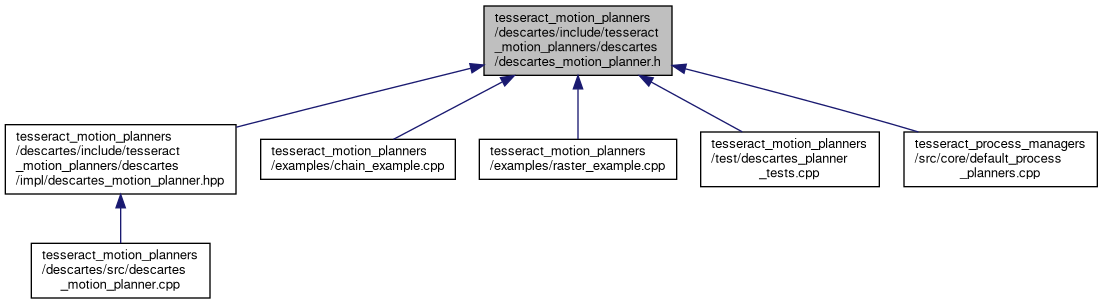 tesseract_motion_planners
/descartes/include/tesseract
_motion_planners/descartes
/descartes_motion_planner.h
tesseract_motion_planners
/descartes/include/tesseract
_motion_planners/descartes
/impl/descartes_motion_planner.hpp
tesseract_motion_planners
/examples/chain_example.cpp
tesseract_motion_planners
/examples/raster_example.cpp
tesseract_motion_planners
/test/descartes_planner
_tests.cpp
tesseract_process_managers
/src/core/default_process
_planners.cpp
tesseract_motion_planners
/descartes/src/descartes
_motion_planner.cpp